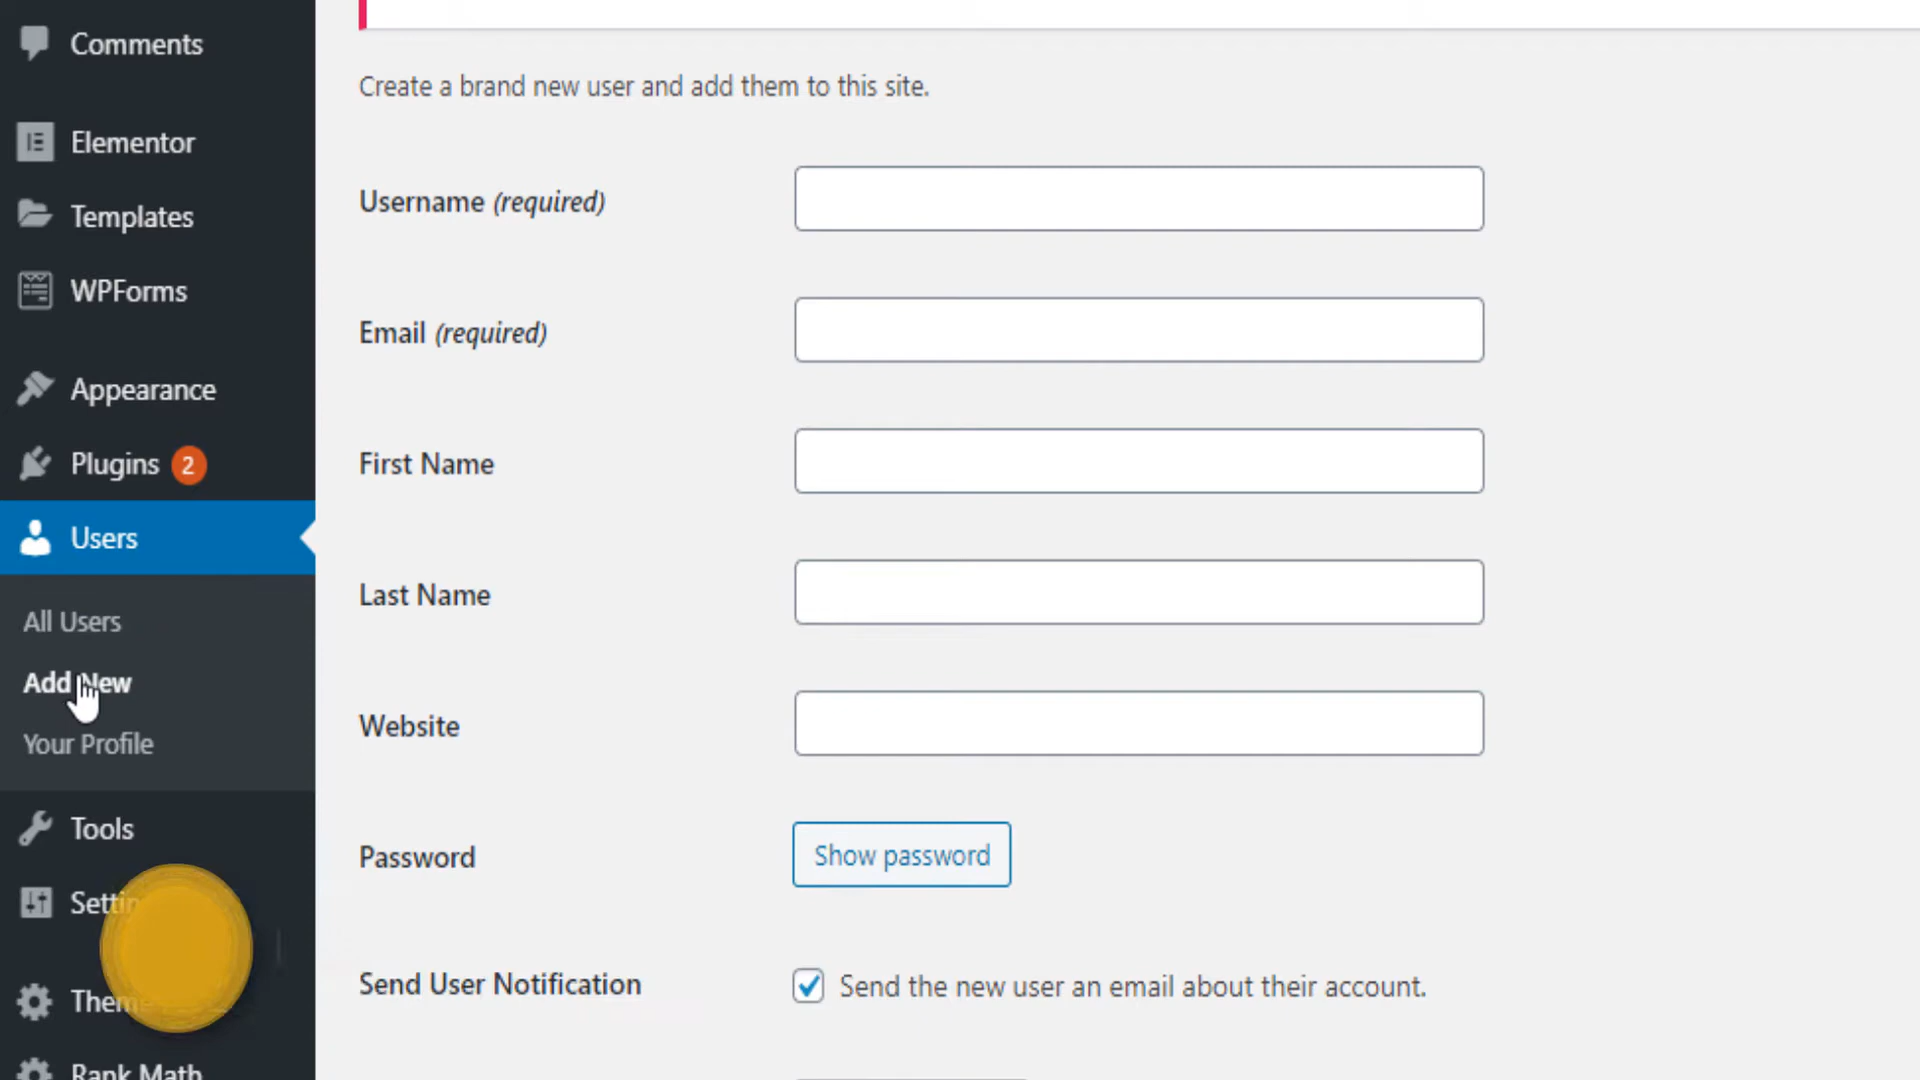 Comments
Elementor
Templates
WPForms
Appearance
Plugins 2
Users
All Users
Add New
Your Profile
Tools
Rank Math
Create a brand new user and add them to this site.
Username (required)
Email (required)
First Name
Last Name
Website
Password
Show password
Send User Notification
Send the new user an email about their account.